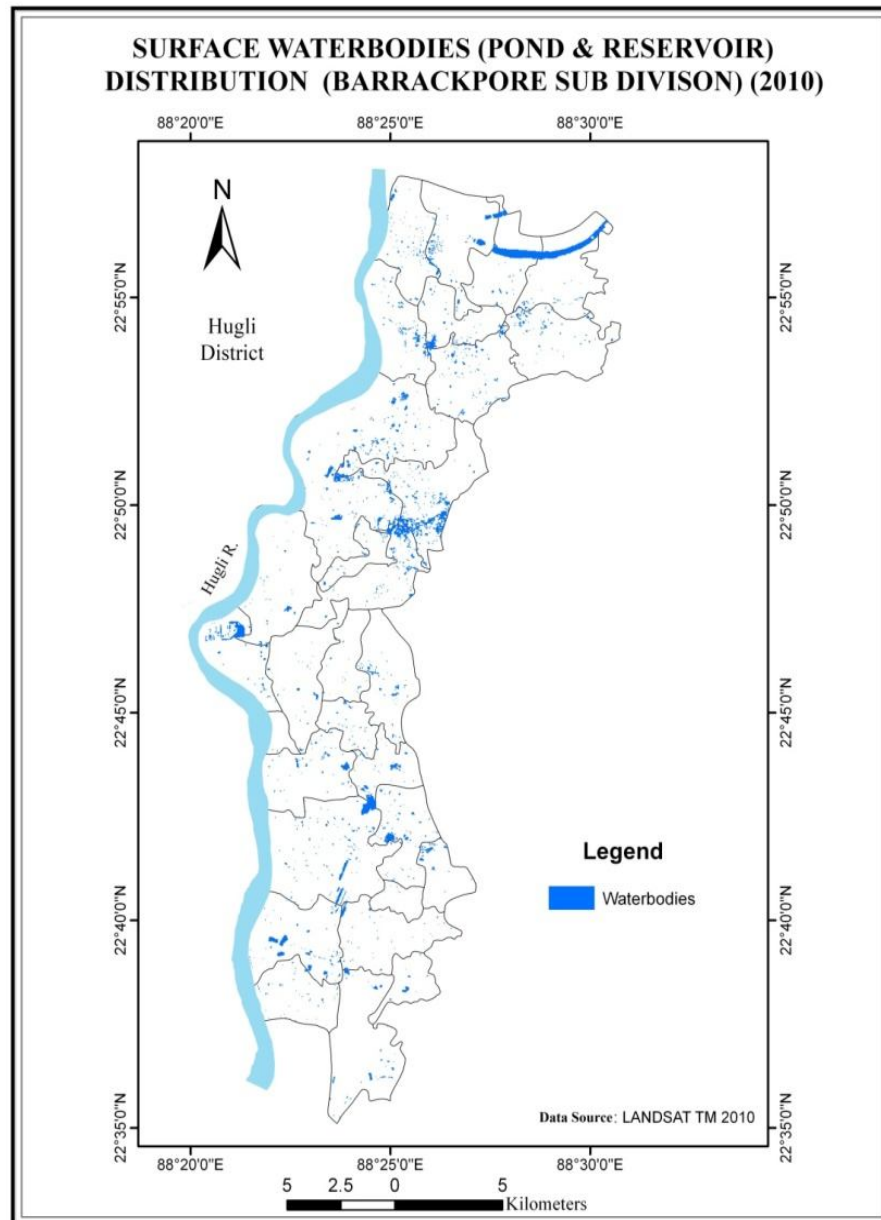 SURFACE WATERBODIES (POND & RESERVOIR)
DISTRIBUTION (BARRACKPORE SUB DIVISON) (2010)
88°20'0"E 88°25'0"E 88°30'0"E
N
22°55'0"N 22°55'0"N
Hugli
District
22°50'0"N 22°50'0"N
Hugli R.
22°45'0"N 22°45'0"N
Legend
Waterbodies
22°40'0"N 22°40'0"N
Data Source: LANDSAT TM 2010
22°35'0"N 22°35'0"N
88°20'0"E 88°25'0"E 88°30'0"E
5 2.5 0 5
Kilometers